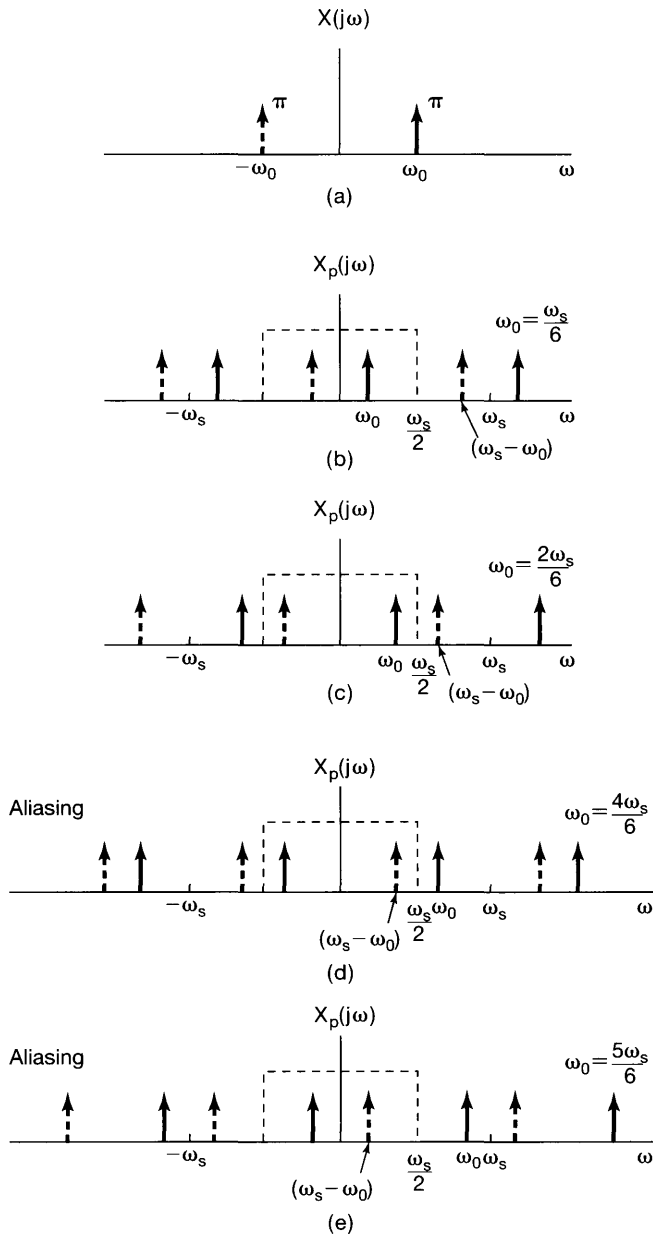 X(jω)
π π
−ω₀ ω₀ ω
(a)
Xₚ(jω)
ω₀ = ωₛ/6
−ωₛ ω₀ ωₛ/2 ωₛ ω
(ωₛ − ω₀)
(b)
Xₚ(jω)
ω₀ = 2ωₛ/6
−ωₛ ω₀ ωₛ/2 (ωₛ − ω₀) ωₛ ω
(c)
Xₚ(jω)
Aliasing
ω₀ = 4ωₛ/6
−ωₛ ωₛ/2 ω₀ ωₛ ω
(ωₛ − ω₀)
(d)
Xₚ(jω)
Aliasing
ω₀ = 5ωₛ/6
−ωₛ ωₛ/2 ω₀ ωₛ ω
(ωₛ − ω₀)
(e)